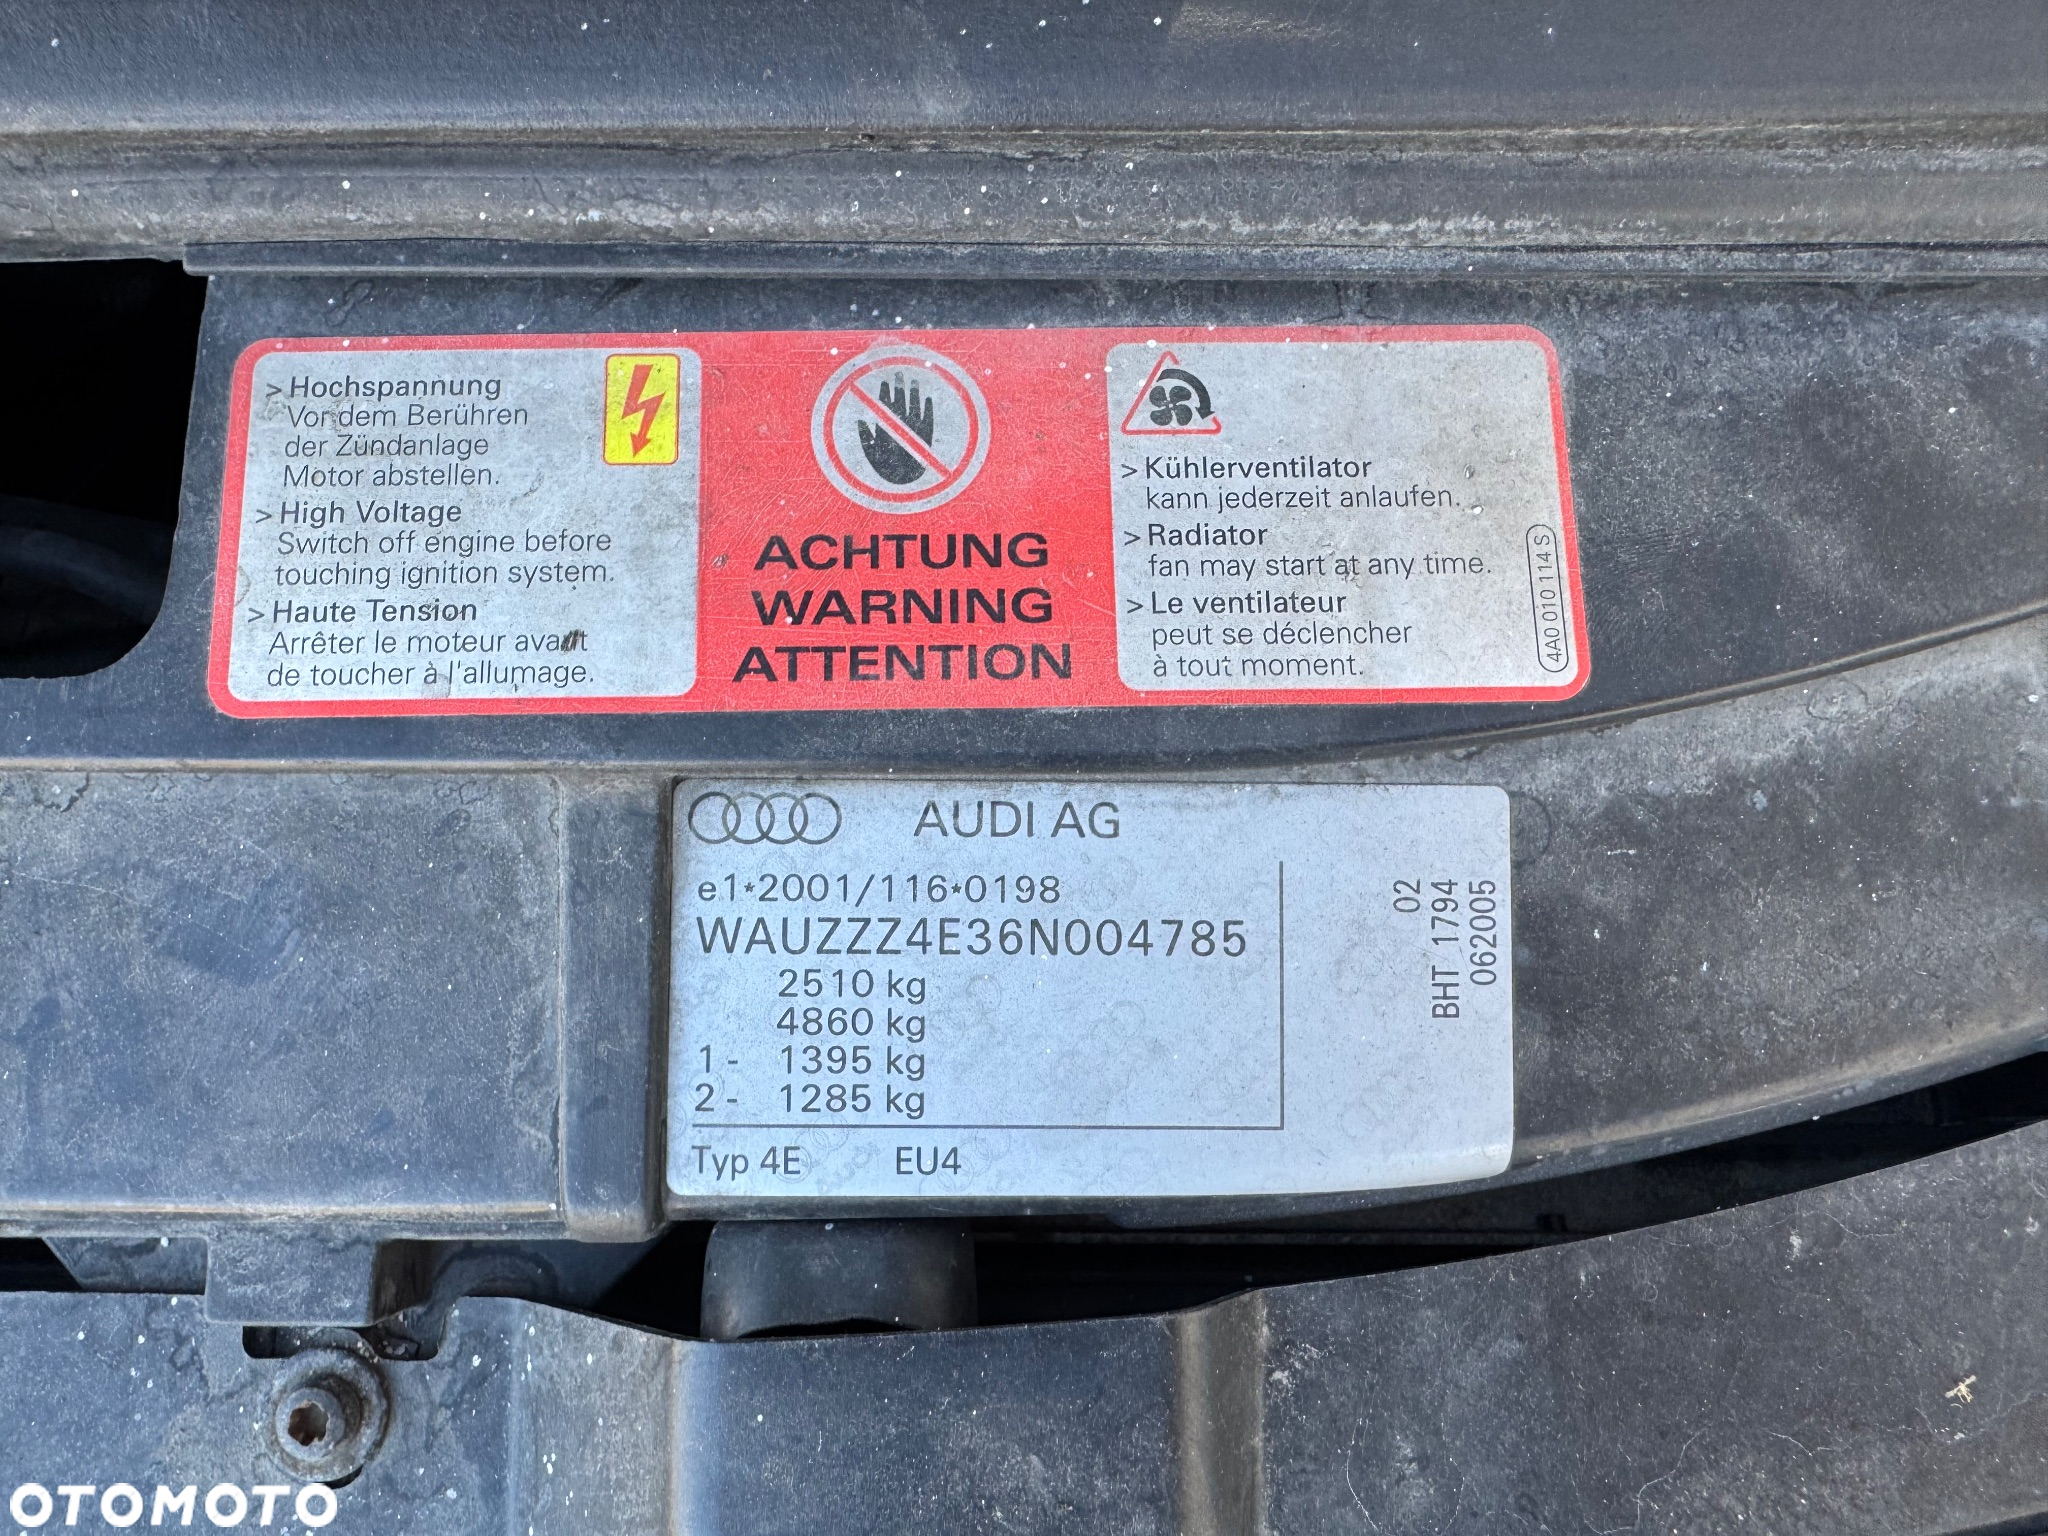 > Hochspannung
Vor dem Berühren
der Zündanlage
Motor abstellen.
> High Voltage
Switch off engine before
touching ignition system.
> Haute Tension
Arrêter le moteur avant
de toucher à l'allumage.
ACHTUNG
WARNING
ATTENTION
> Kühlerventilator
kann jederzeit anlaufen.
> Radiator
fan may start at any time.
> Le ventilateur
peut se déclencher
à tout moment.
4A0 010 114 S
AUDI AG
e1*2001/116*0198
WAUZZZ4E36N004785
2510 kg
4860 kg
1 - 1395 kg
2 - 1285 kg
Typ 4E EU4
02
BHT 1794
062005
OTOMOTO